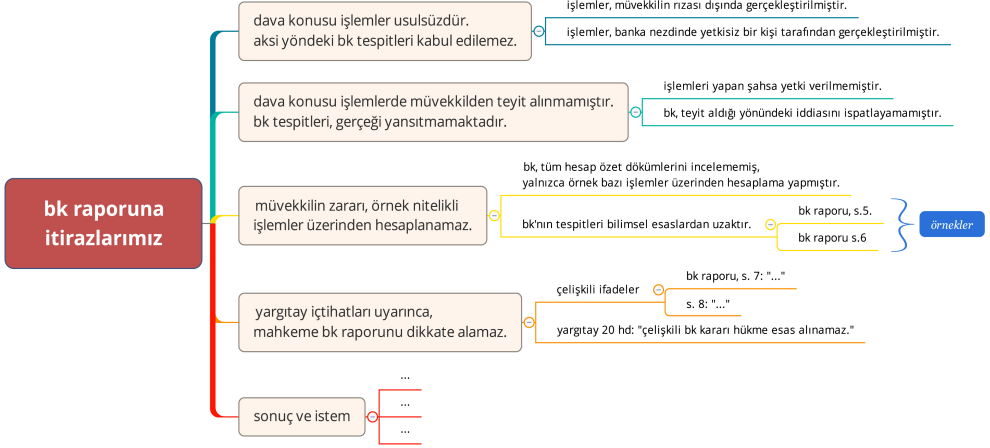 bk raporuna
itirazlarımız
dava konusu işlemler usulsüzdür.
aksi yöndeki bk tespitleri kabul edilemez.
işlemler, müvekkilin rızası dışında gerçekleştirilmiştir.
işlemler, banka nezdinde yetkisiz bir kişi tarafından gerçekleştirilmiştir.
dava konusu işlemlerde müvekkilden teyit alınmamıştır.
bk tespitleri, gerçeği yansıtmamaktadır.
işlemleri yapan şahsa yetki verilmemiştir.
bk, teyit aldığı yönündeki iddiasını ispatlayamamıştır.
müvekkilin zararı, örnek nitelikli
işlemler üzerinden hesaplanamaz.
bk, tüm hesap özet dökümlerini incelememiş,
yalnızca örnek bazı işlemler üzerinden hesaplama yapmıştır.
bk'nın tespitleri bilimsel esaslardan uzaktır.
bk raporu, s.5.
bk raporu s.6
örnekler
yargıtay içtihatları uyarınca,
mahkeme bk raporunu dikkate alamaz.
çelişkili ifadeler
bk raporu, s. 7: "..."
s. 8: "..."
yargıtay 20 hd: "çelişkili bk kararı hükme esas alınamaz."
sonuç ve istem
...
...
...